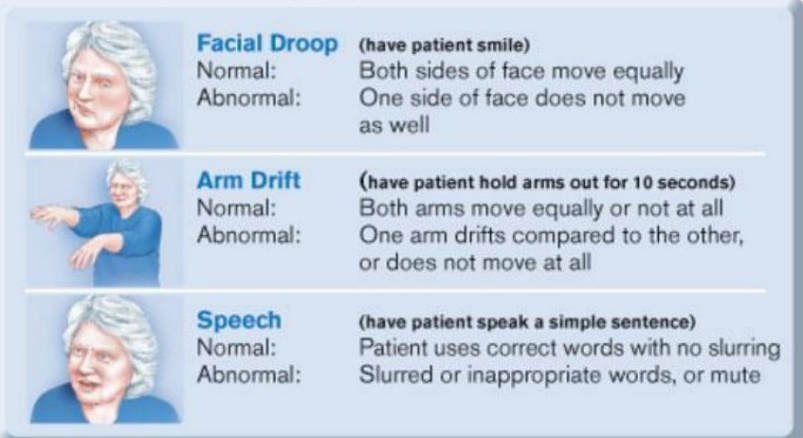 Facial Droop (have patient smile)
Normal: Both sides of face move equally
Abnormal: One side of face does not move
as well
Arm Drift (have patient hold arms out for 10 seconds)
Normal: Both arms move equally or not at all
Abnormal: One arm drifts compared to the other,
or does not move at all
Speech (have patient speak a simple sentence)
Normal: Patient uses correct words with no slurring
Abnormal: Slurred or inappropriate words, or mute